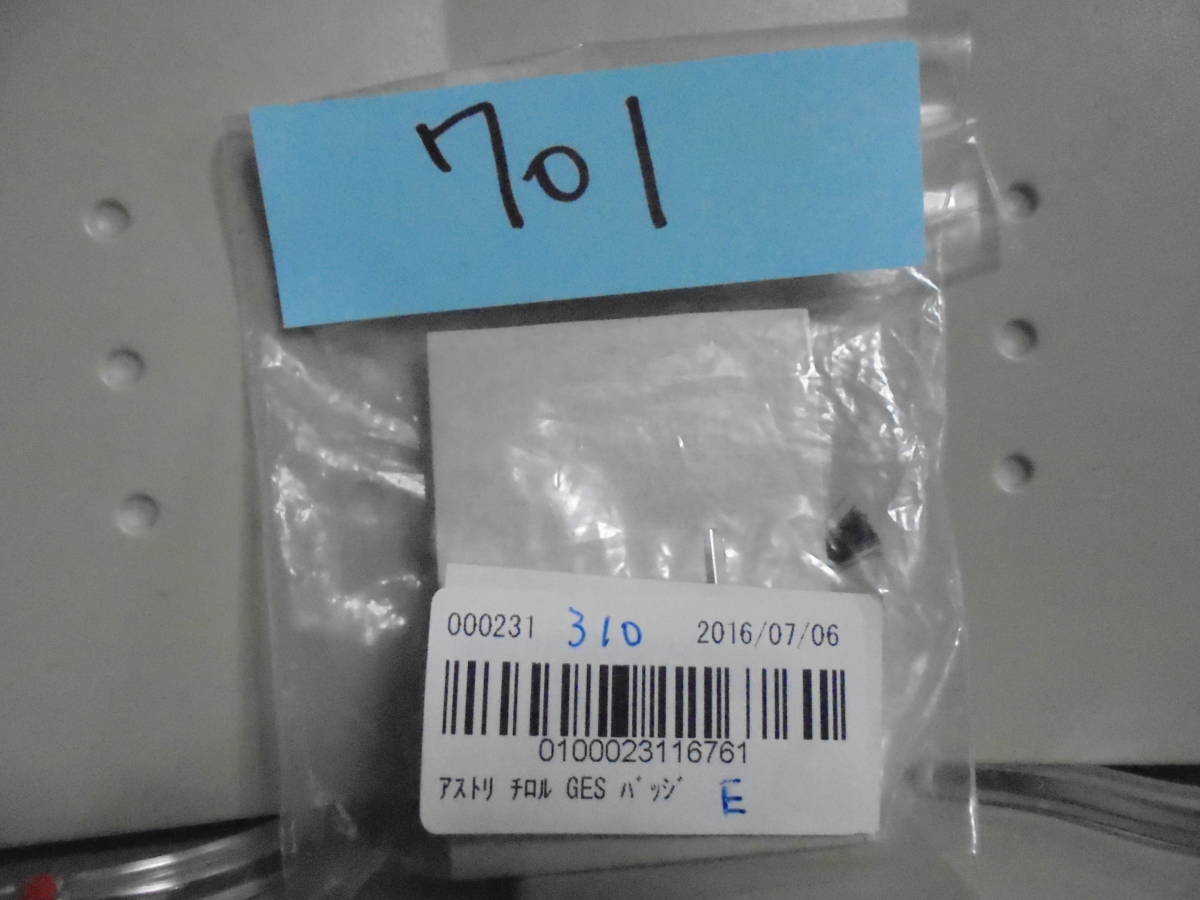 701
000231 310 2016/07/06
0100023116761
ｱｽﾄﾘ ﾁﾛﾙ GES ﾊﾞｯｼﾞ E